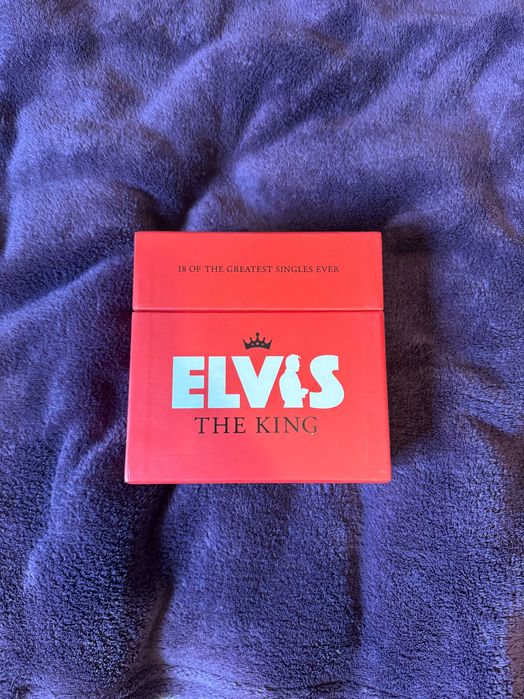 18 OF THE GREATEST SINGLES EVER
ELVIS
THE KING